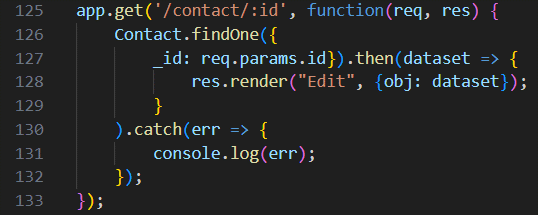 125 app.get('/contact/:id', function(req, res) {
126     Contact.findOne({
127         _id: req.params.id}).then(dataset => {
128             res.render("Edit", {obj: dataset});
129         }
130     ).catch(err => {
131         console.log(err);
132     });
133 });